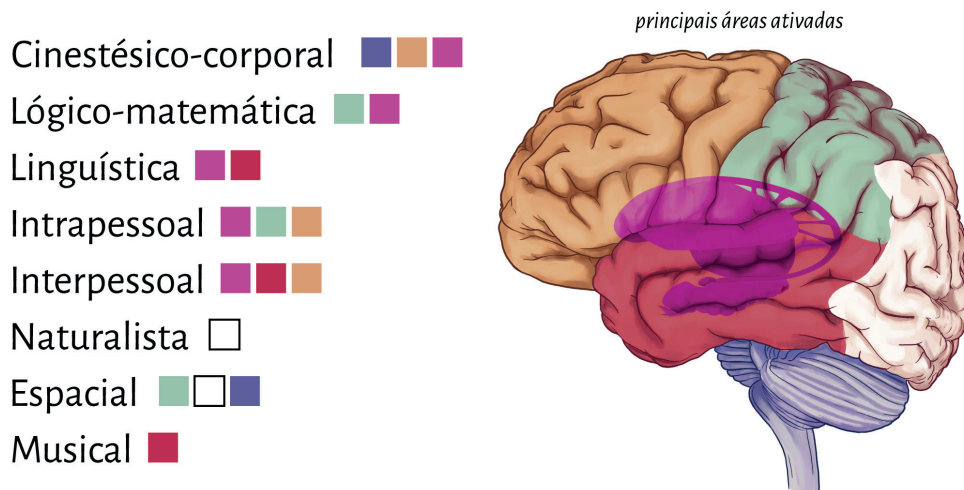 principais áreas ativadas
Cinestésico-corporal
Lógico-matemática
Linguística
Intrapessoal
Interpessoal
Naturalista
Espacial
Musical